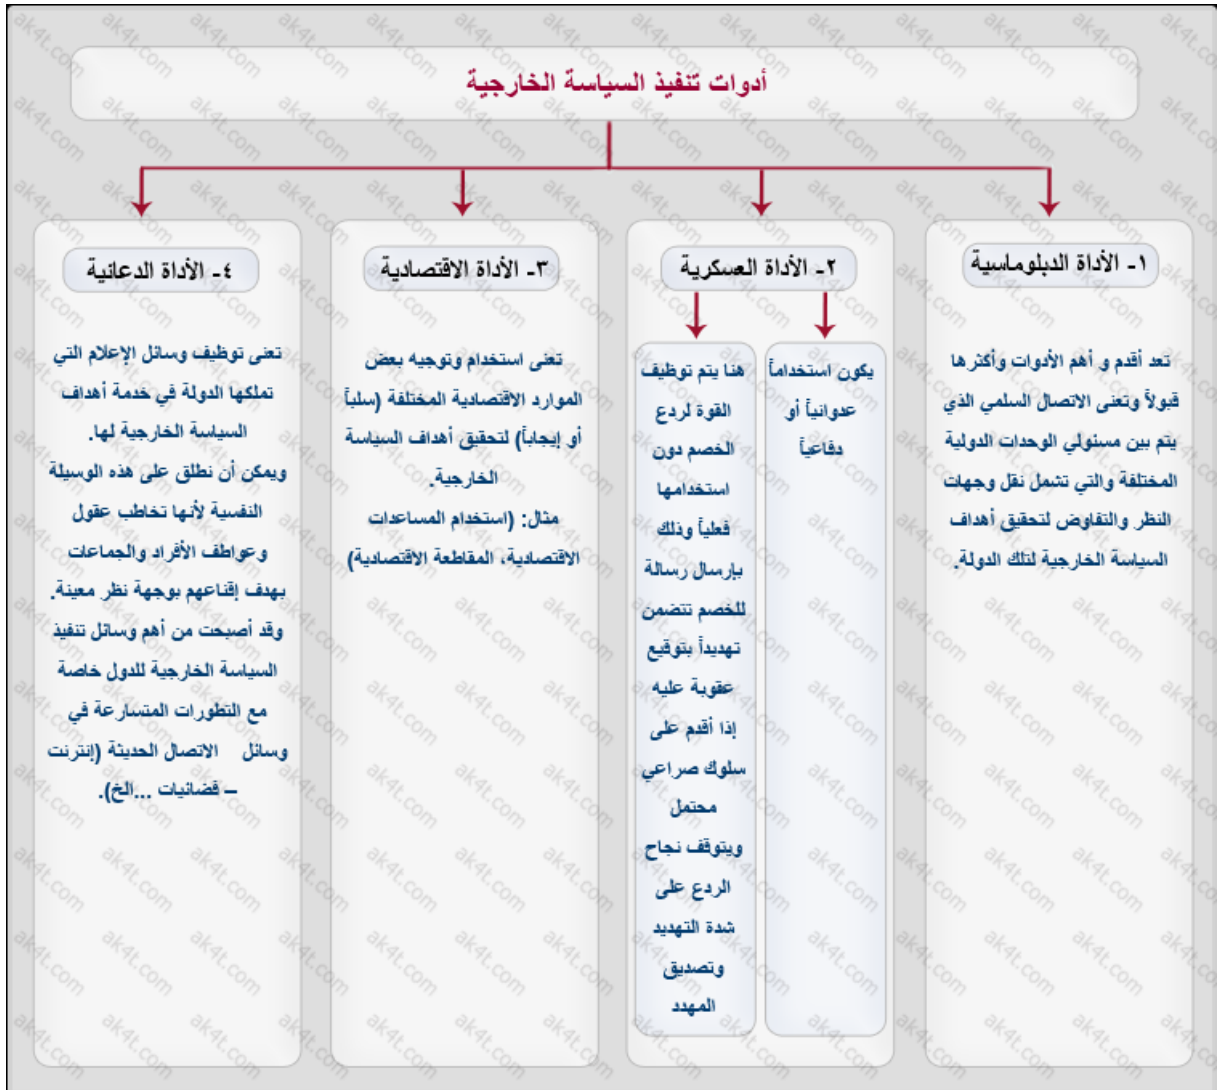 أدوات تنفيذ السياسة الخارجية
١- الأداة الدبلوماسية
تعد أقدم و أهم الأدوات وأكثرها
قبولاً وتعنى الاتصال السلمي الذي
يتم بين مسئولي الوحدات الدولية
المختلفة والتي تشمل نقل وجهات
النظر والتفاوض لتحقيق أهداف
السياسة الخارجية لتلك الدولة.
٢- الأداة العسكرية
يكون استخداماً
عدوانياً أو
دفاعياً
هنا يتم توظيف
القوة لردع
الخصم دون
استخدامها
فعلياً وذلك
بإرسال رسالة
للخصم تتضمن
تهديداً بتوقيع
عقوبة عليه
إذا أقدم على
سلوك صراعي
محتمل
ويتوقف نجاح
الردع على
شدة التهديد
وتصديق
المهدد
٣- الأداة الاقتصادية
تعنى استخدام وتوجيه بعض
الموارد الاقتصادية المختلفة (سلباً
أو إيجاباً) لتحقيق أهداف السياسة
الخارجية.
مثال: (استخدام المساعدات
الاقتصادية، المقاطعة الاقتصادية)
٤- الأداة الدعائية
تعنى توظيف وسائل الإعلام التي
تملكها الدولة في خدمة أهداف
السياسة الخارجية لها.
ويمكن أن نطلق على هذه الوسيلة
النفسية لأنها تخاطب عقول
وعواطف الأفراد والجماعات
بهدف إقناعهم بوجهة نظر معينة.
وقد أصبحت من أهم وسائل تنفيذ
السياسة الخارجية للدول خاصة
مع التطورات المتسارعة في
وسائل الاتصال الحديثة (إنترنت
– فضائيات ...الخ).
ak4t.com